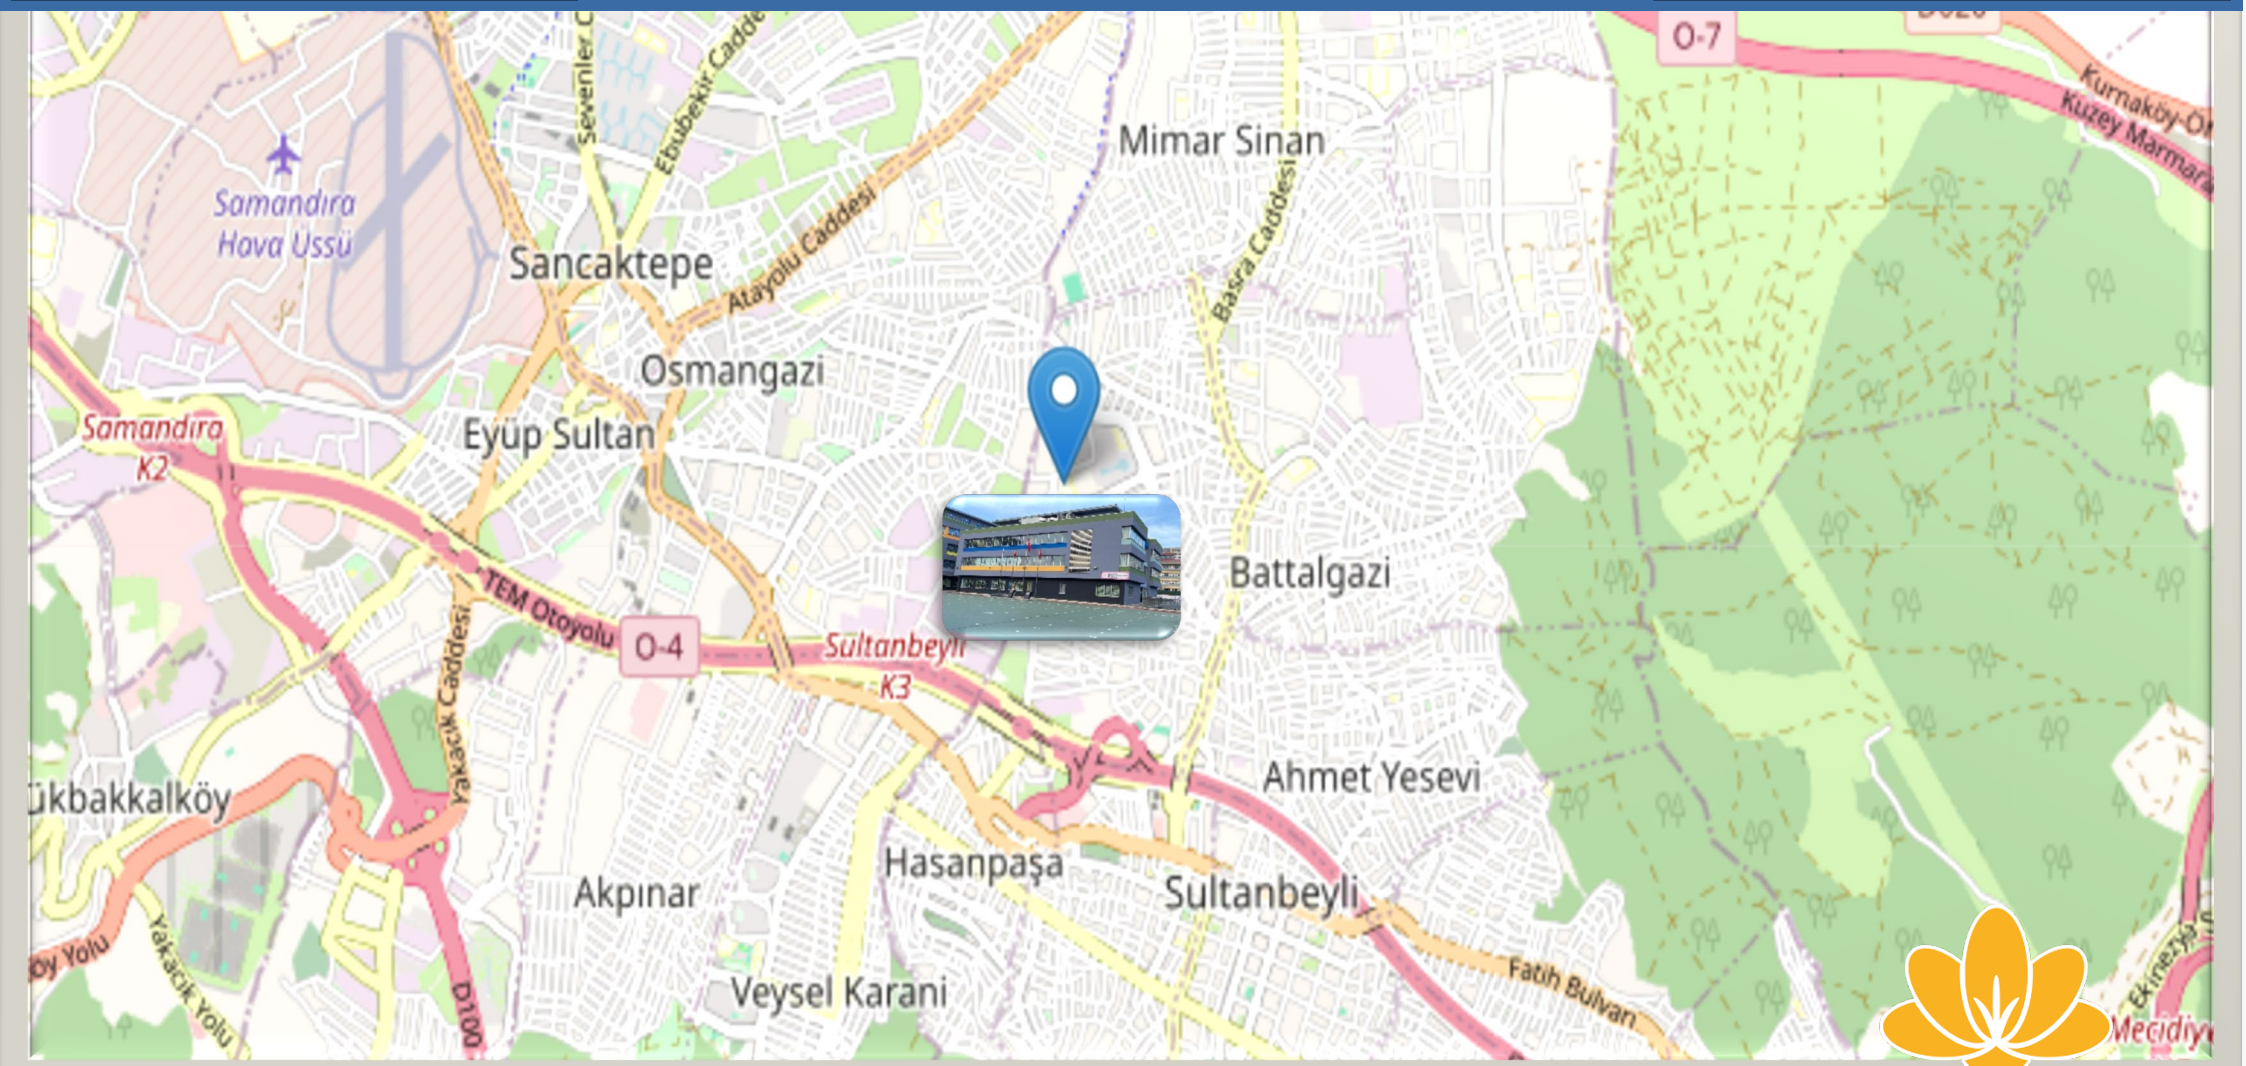 O-7
Kurnaköy-Ö
Kuzey Marmara
sevenler C
Ebubekir Cadde
Mimar Sinan
Samandıra
Hava Üssü
Sancaktepe
Atayolu Caddesi
Basra Caddesi
Osmangazi
Samandıra
K2
Eyüp Sultan
Battalgazi
TEM Otoyolu
O-4
Sultanbeyli
K3
Yakacık Caddesi
ükbakkalköy
Ahmet Yesevi
Hasanpaşa
Akpınar
Sultanbeyli
öy Yolu
Yakacık Yolu
D100
Veysel Karani
Fatih Bulvarı
Ekinezya
Mecidiy